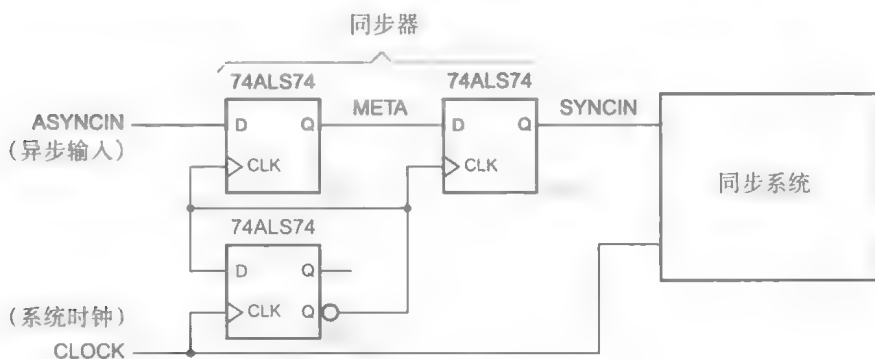 同步器
74ALS74
74ALS74
ASYNCIN
(异步输入)
D
Q
META
D
Q
SYNCIN
CLK
CLK
同步系统
74ALS74
D
Q
(系统时钟)
CLK
Q
CLOCK